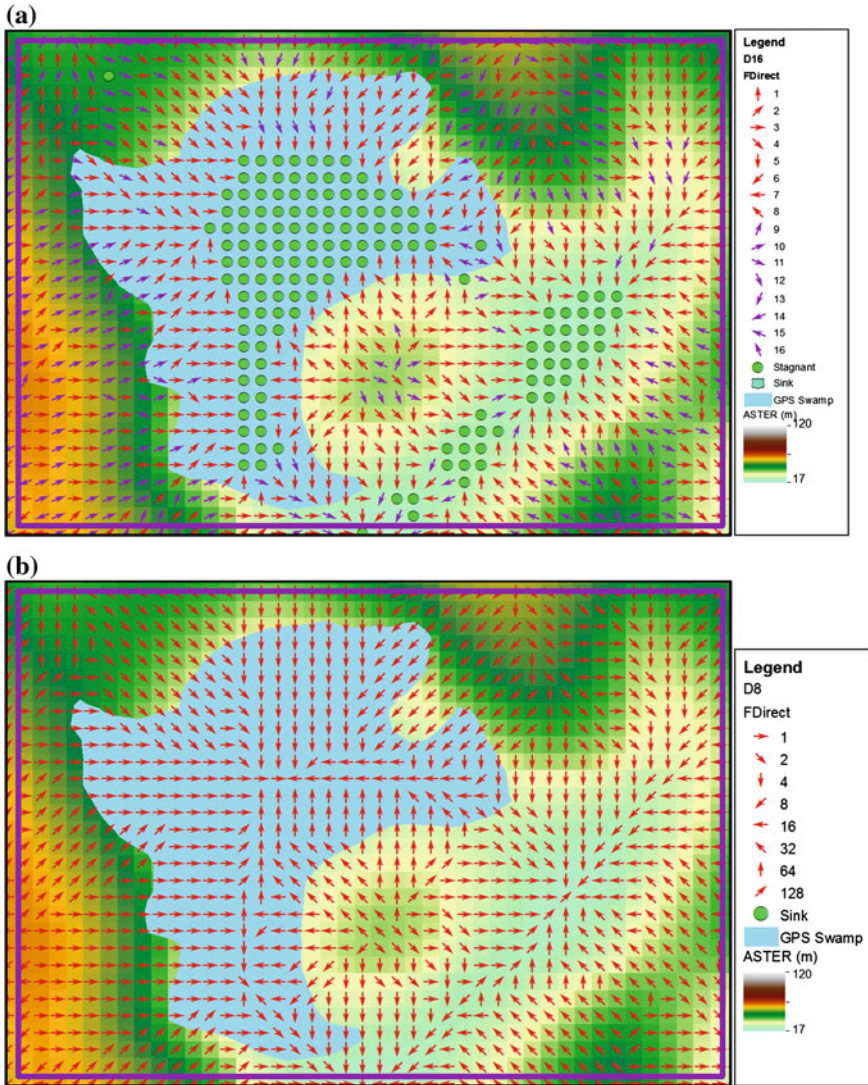 (a)
Legend
D16
FDirect
1
2
3
4
5
6
7
8
9
10
11
12
13
14
15
16
Stagnant
Sink
GPS Swamp
ASTER (m)
120
17
(b)
Legend
D8
FDirect
1
2
4
8
16
32
64
128
Sink
GPS Swamp
ASTER (m)
120
17